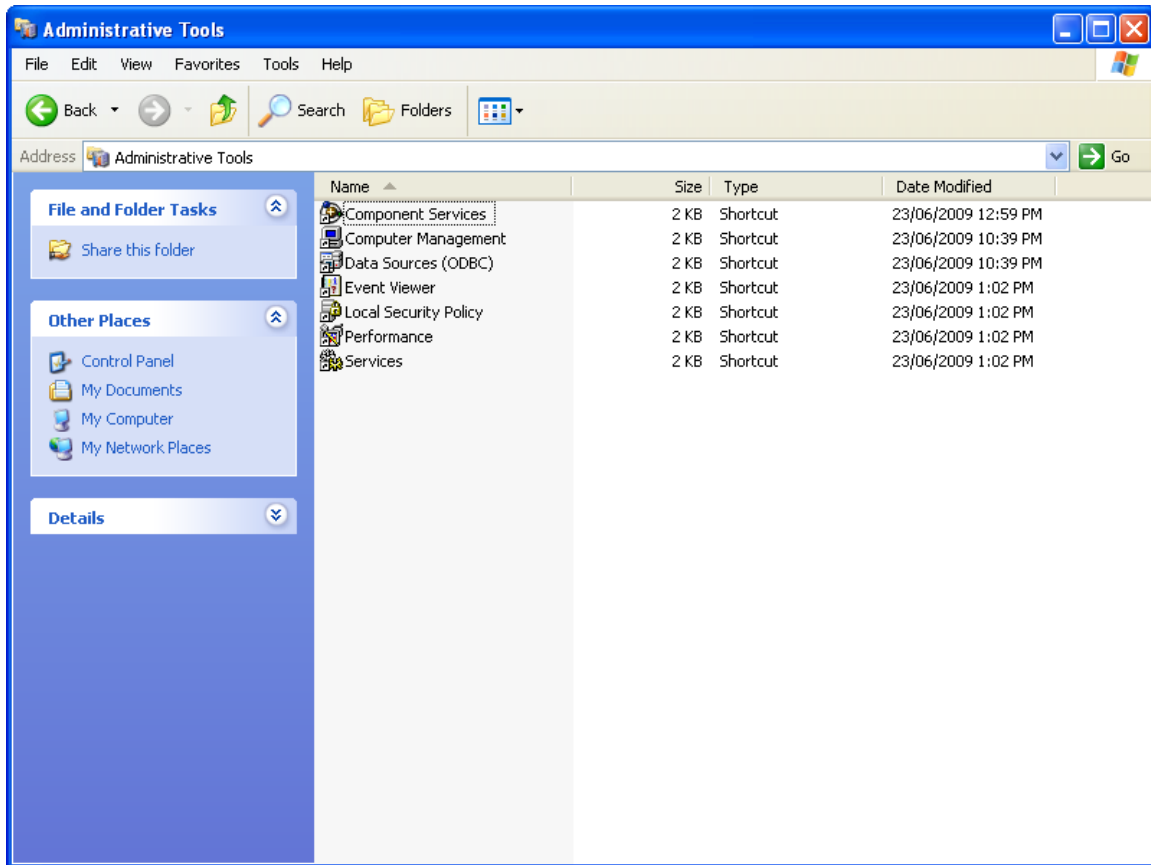 Administrative Tools
File Edit View Favorites Tools Help
Back Search Folders
Address Administrative Tools Go
File and Folder Tasks
Share this folder
Other Places
Control Panel
My Documents
My Computer
My Network Places
Details
Name Size Type Date Modified
Component Services 2 KB Shortcut 23/06/2009 12:59 PM
Computer Management 2 KB Shortcut 23/06/2009 10:39 PM
Data Sources (ODBC) 2 KB Shortcut 23/06/2009 10:39 PM
Event Viewer 2 KB Shortcut 23/06/2009 1:02 PM
Local Security Policy 2 KB Shortcut 23/06/2009 1:02 PM
Performance 2 KB Shortcut 23/06/2009 1:02 PM
Services 2 KB Shortcut 23/06/2009 1:02 PM